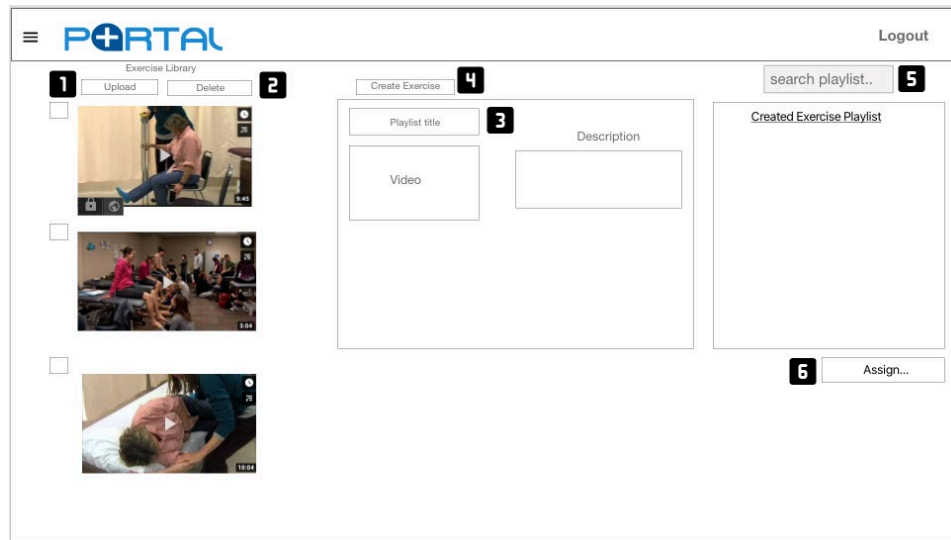 PORTAL
Logout
Exercise Library
1
Upload
Delete
2
Create Exercise
4
search playlist..
5
Playlist title
3
Description
Video
Created Exercise Playlist
9:45
3:04
10:04
6
Assign...